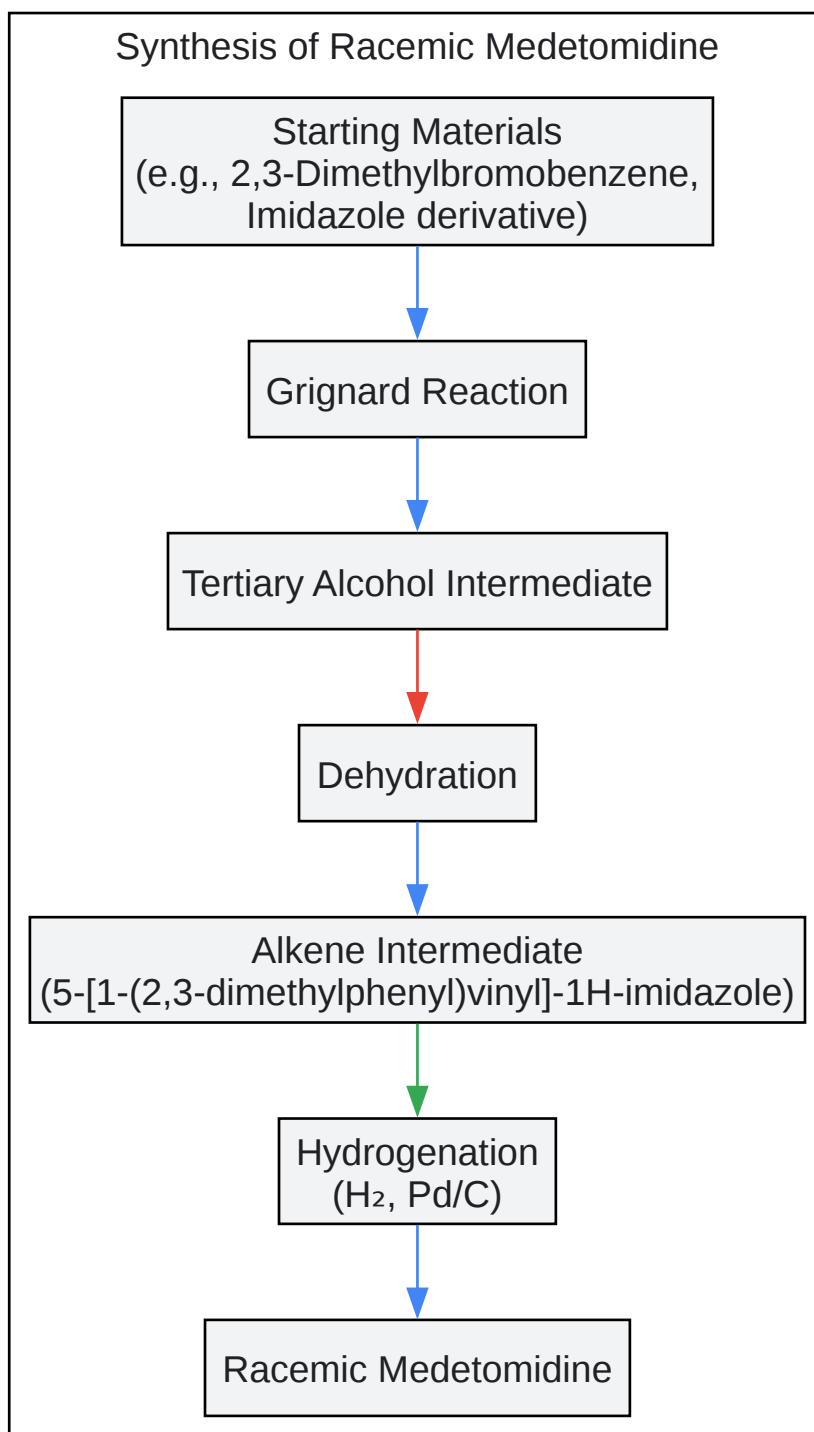 Synthesis of Racemic Medetomidine
Starting Materials
(e.g., 2,3-Dimethylbromobenzene,
Imidazole derivative)
Grignard Reaction
Tertiary Alcohol Intermediate
Dehydration
Alkene Intermediate
(5-[1-(2,3-dimethylphenyl)vinyl]-1H-imidazole)
Hydrogenation
(H₂, Pd/C)
Racemic Medetomidine